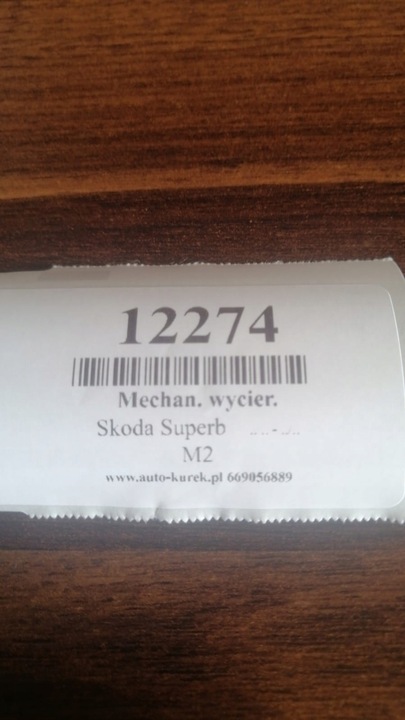 12274
Mechan. wycier.
Skoda Superb
M2
www.auto-kurek.pl 669056889